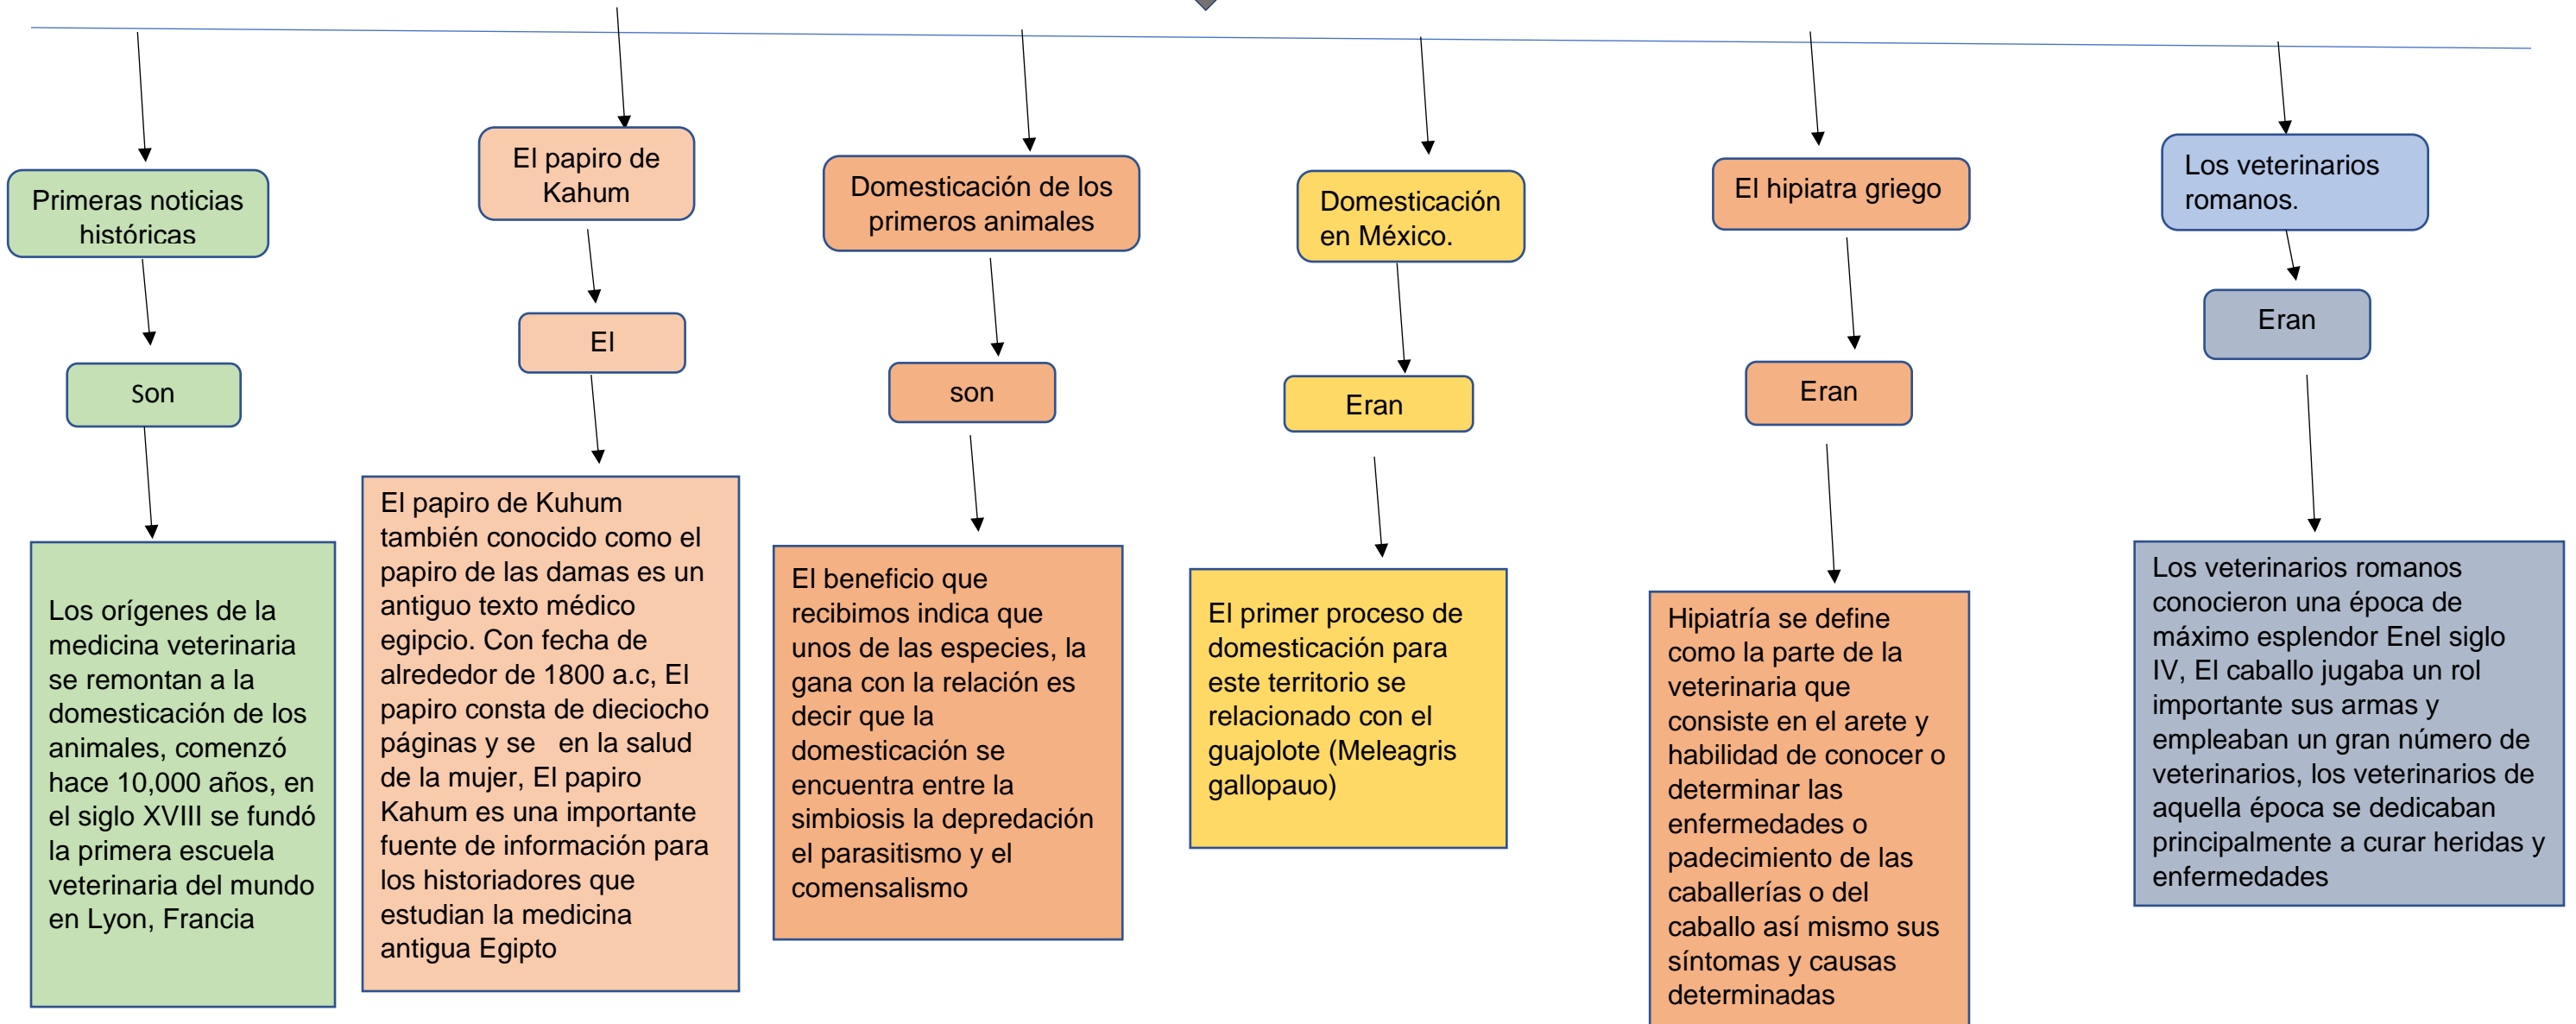 Primeras noticias
históricas
Son
Los orígenes de la
medicina veterinaria
se remontan a la
domesticación de los
animales, comenzó
hace 10,000 años, en
el siglo XVIII se fundó
la primera escuela
veterinaria del mundo
en Lyon, Francia
El papiro de
Kahum
El
El papiro de Kuhum
también conocido como el
papiro de las damas es un
antiguo texto médico
egipcio. Con fecha de
alrededor de 1800 a.c, El
papiro consta de dieciocho
páginas y se en la salud
de la mujer, El papiro
Kahum es una importante
fuente de información para
los historiadores que
estudian la medicina
antigua Egipto
Domesticación de los
primeros animales
son
El beneficio que
recibimos indica que
unos de las especies, la
gana con la relación es
decir que la
domesticación se
encuentra entre la
simbiosis la depredación
el parasitismo y el
comensalismo
Domesticación
en México.
Eran
El primer proceso de
domesticación para
este territorio se
relacionado con el
guajolote (Meleagris
gallopauo)
El hipiatra griego
Eran
Hipiatría se define
como la parte de la
veterinaria que
consiste en el arete y
habilidad de conocer o
determinar las
enfermedades o
padecimiento de las
caballerías o del
caballo así mismo sus
síntomas y causas
determinadas
Los veterinarios
romanos.
Eran
Los veterinarios romanos
conocieron una época de
máximo esplendor Enel siglo
IV, El caballo jugaba un rol
importante sus armas y
empleaban un gran número de
veterinarios, los veterinarios de
aquella época se dedicaban
principalmente a curar heridas y
enfermedades